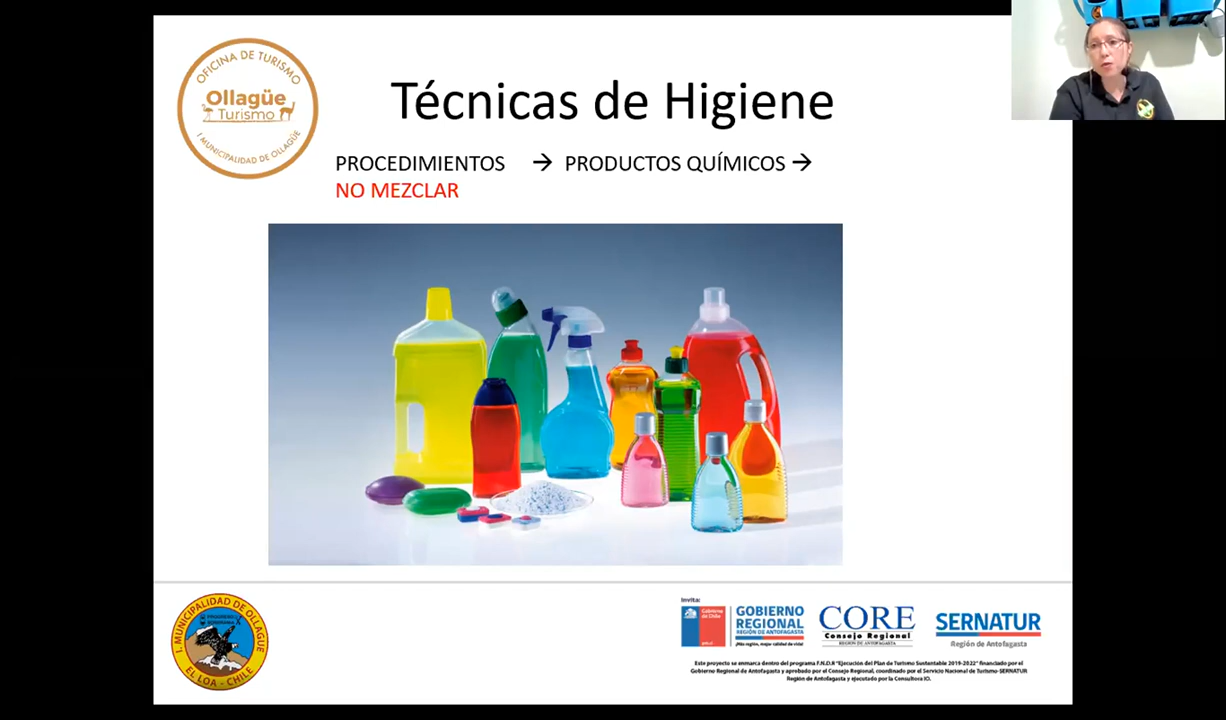 OFICINA DE TURISMO
Ollagüe
Turismo
I MUNICIPALIDAD DE OLLAGÜE
Técnicas de Higiene
PROCEDIMIENTOS → PRODUCTOS QUÍMICOS →
NO MEZCLAR
I. MUNICIPALIDAD DE OLLAGUE
EL LOA - CHILE
Invita:
Gobierno de Chile
GOBIERNO
REGIONAL
REGIÓN DE ANTOFAGASTA
¡Más región, mejor calidad de vida!
CORE
Consejo Regional
REGIÓN DE ANTOFAGASTA
SERNATUR
Región de Antofagasta
Este proyecto se enmarca dentro del programa F.N.D.R "Ejecución del Plan de Turismo Sustentable 2019-2022" financiado por el
Gobierno Regional de Antofagasta y aprobado por el Consejo Regional, coordinado por el Servicio Nacional de Turismo-SERNATUR
Región de Antofagasta y ejecutado por la Consultora IO.